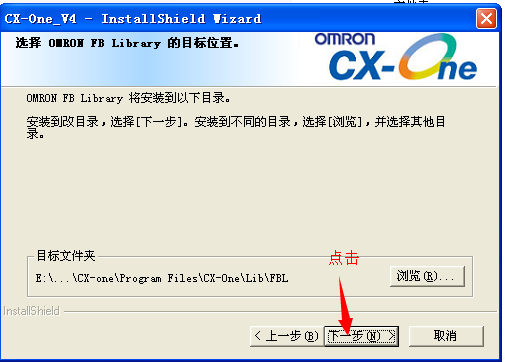 CX-One_V4 - InstallShield Wizard
选择 OMRON FB Library 的目标位置。
OMRON
CX-One
OMRON FB Library 将安装到以下目录。
安装到改目录，选择[下一步]。安装到不同的目录，选择[浏览]，并选择其他目
录。
目标文件夹
点击
E:\...\CX-one\Program Files\CX-One\Lib\FBL
浏览(R)...
InstallShield
< 上一步(B)
下一步(N) >
取消